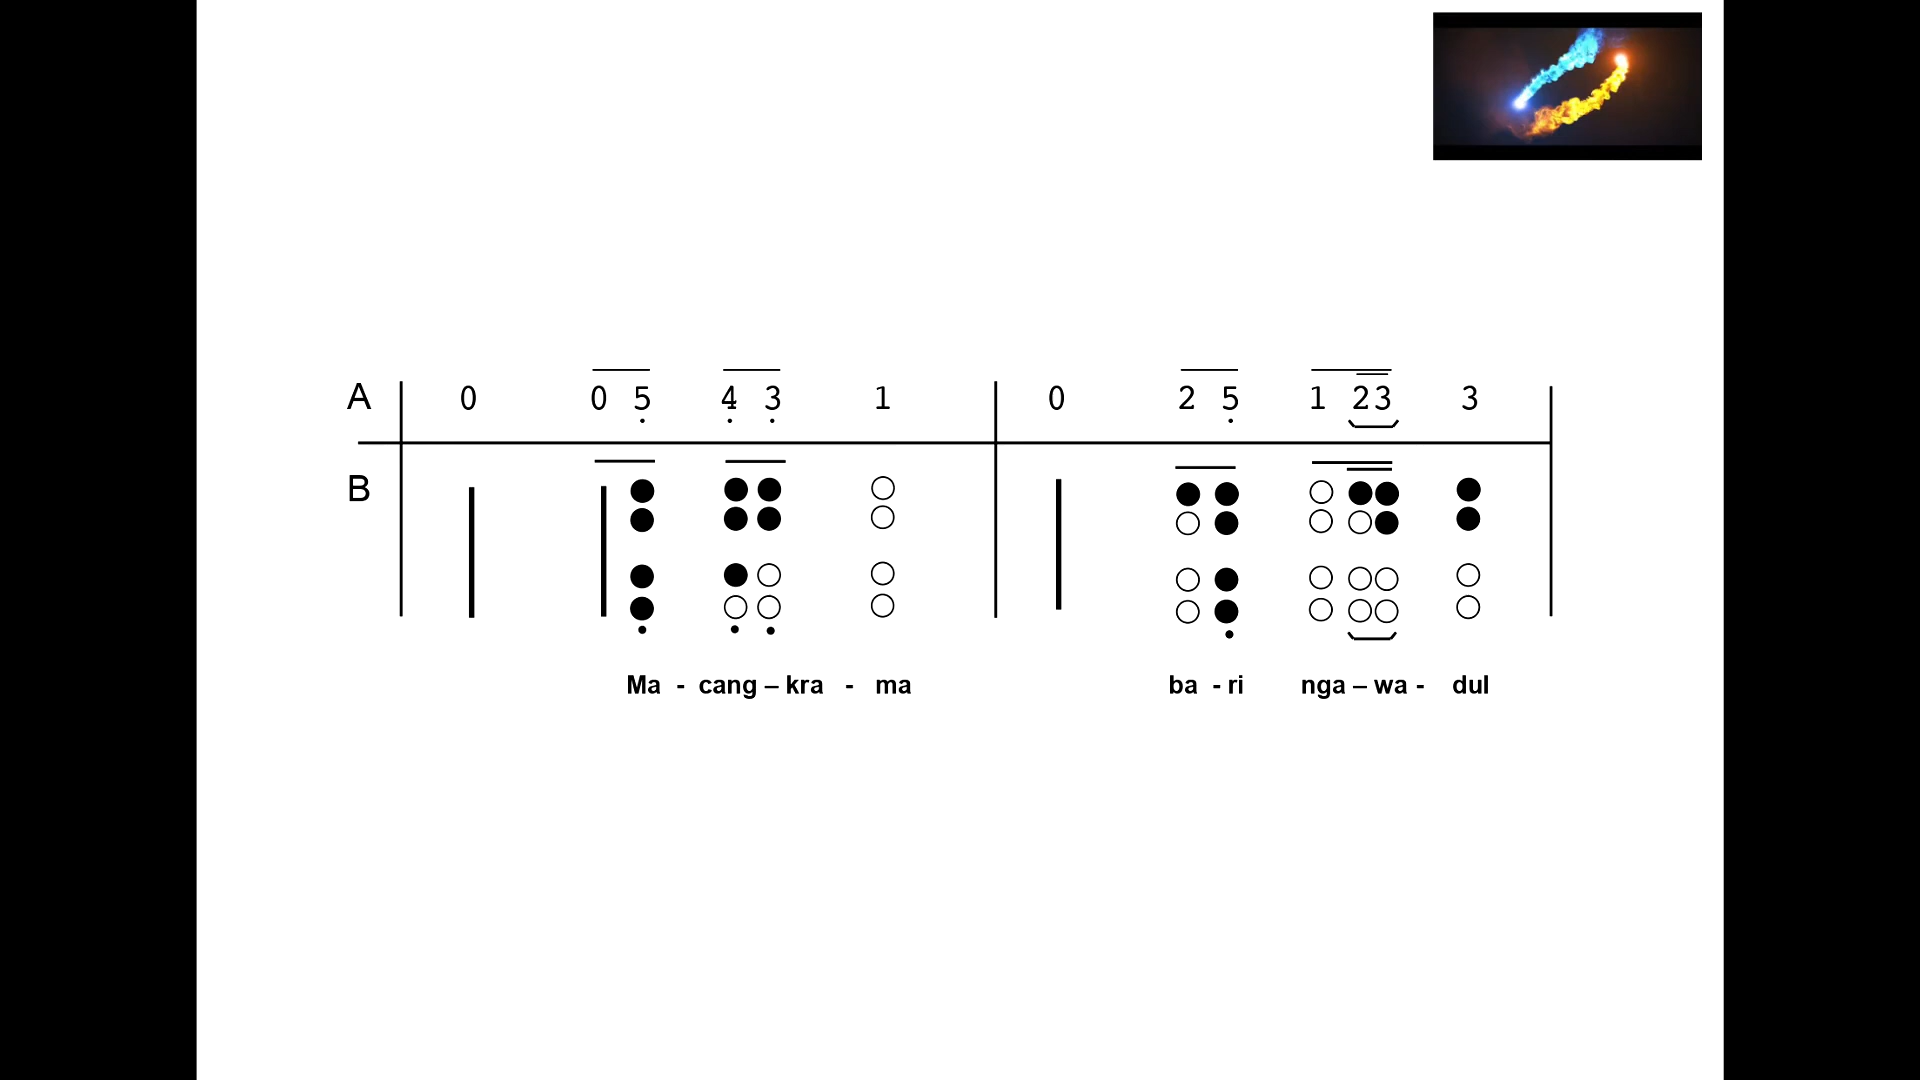 A 0 0 5 4 3 1 0 2 5 1 23 3
B
Ma - cang – kra - ma ba - ri nga – wa - dul